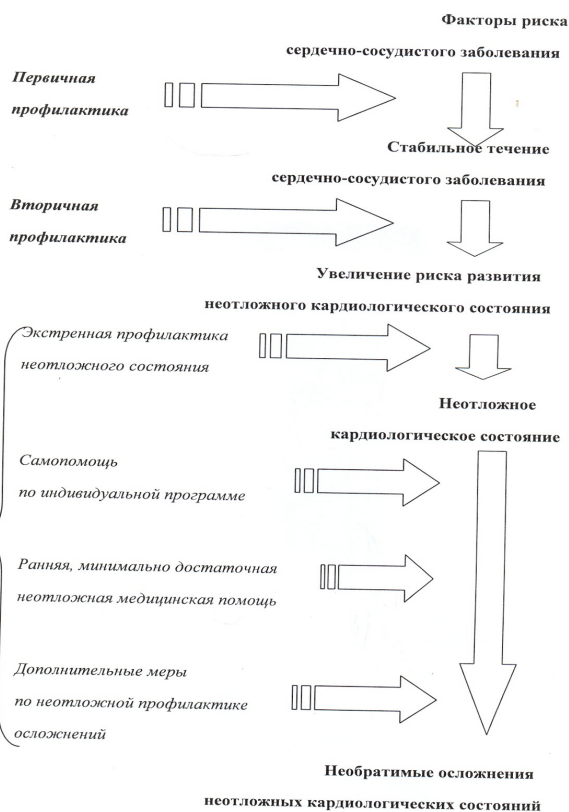 Факторы риска
сердечно-сосудистого заболевания
Первичная
профилактика
Стабильное течение
сердечно-сосудистого заболевания
Вторичная
профилактика
Увеличение риска развития
неотложного кардиологического состояния
Экстренная профилактика
неотложного состояния
Неотложное
кардиологическое состояние
Самопомощь
по индивидуальной программе
Ранняя, минимально достаточная
неотложная медицинская помощь
Дополнительные меры
по неотложной профилактике
осложнений
Необратимые осложнения
неотложных кардиологических состояний